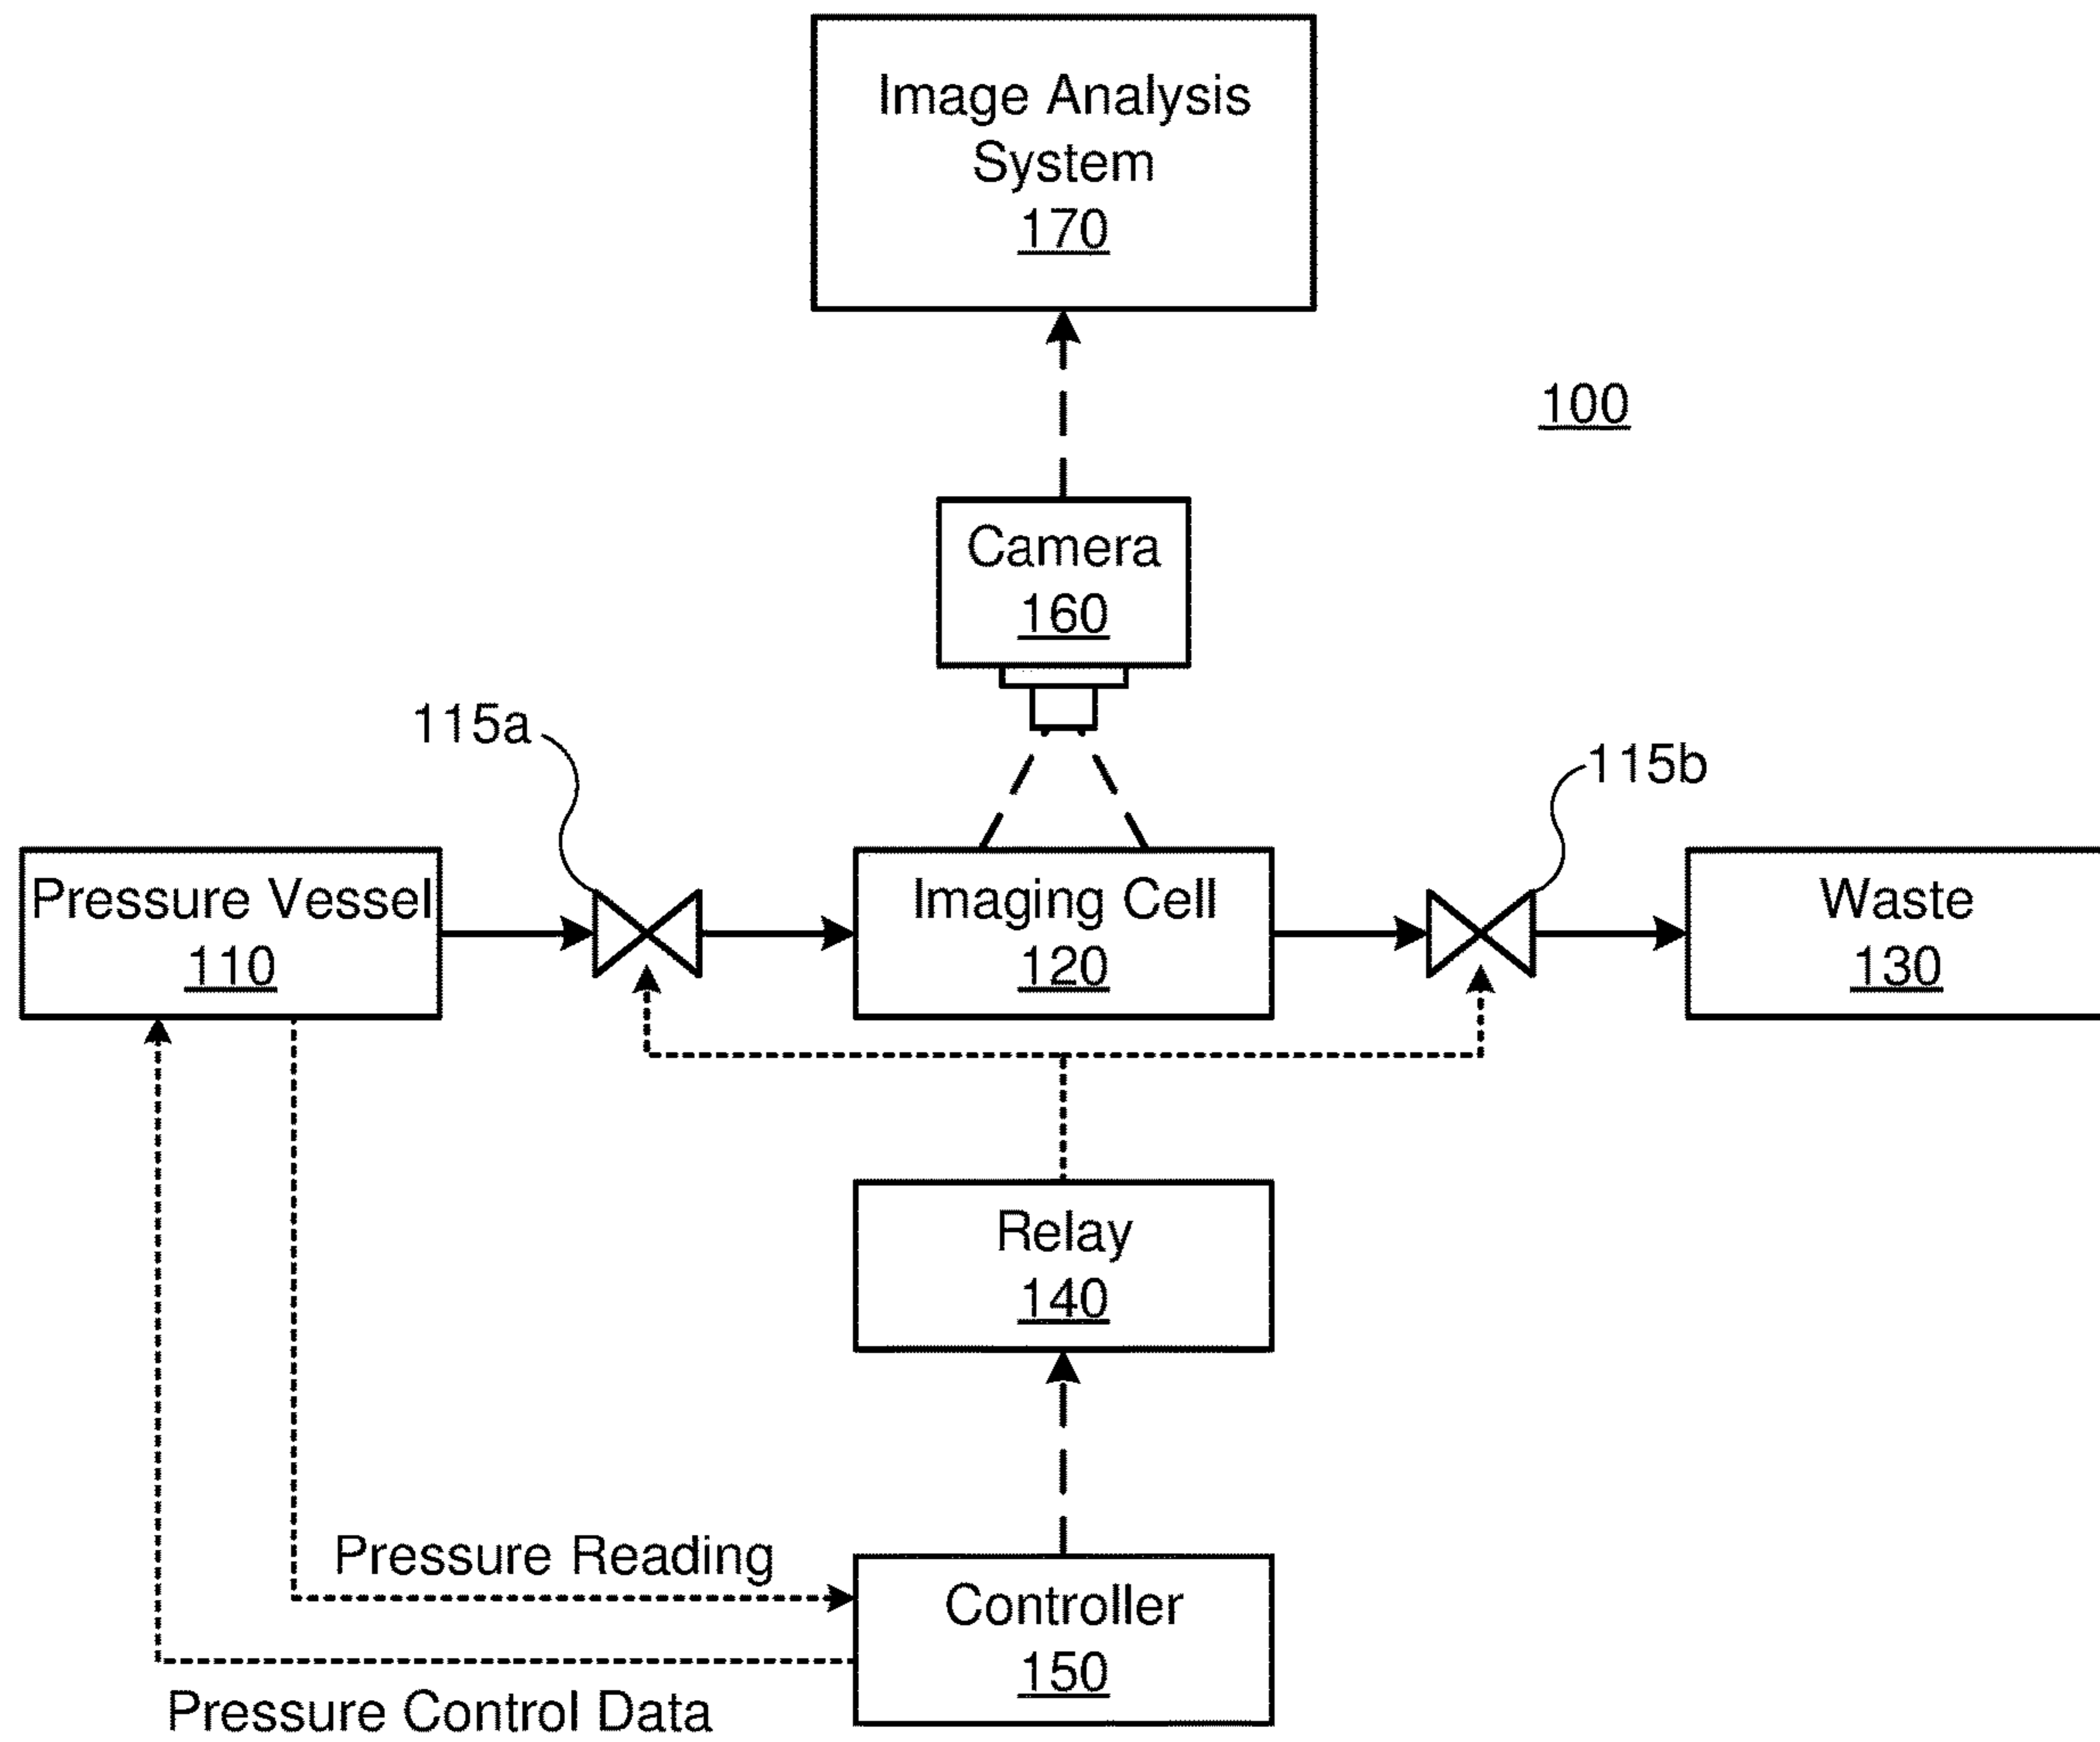 Image Analysis
System
170
100
Camera
160
115a
115b
Pressure Vessel
110
Imaging Cell
120
Waste
130
Relay
140
Pressure Reading
Controller
150
Pressure Control Data